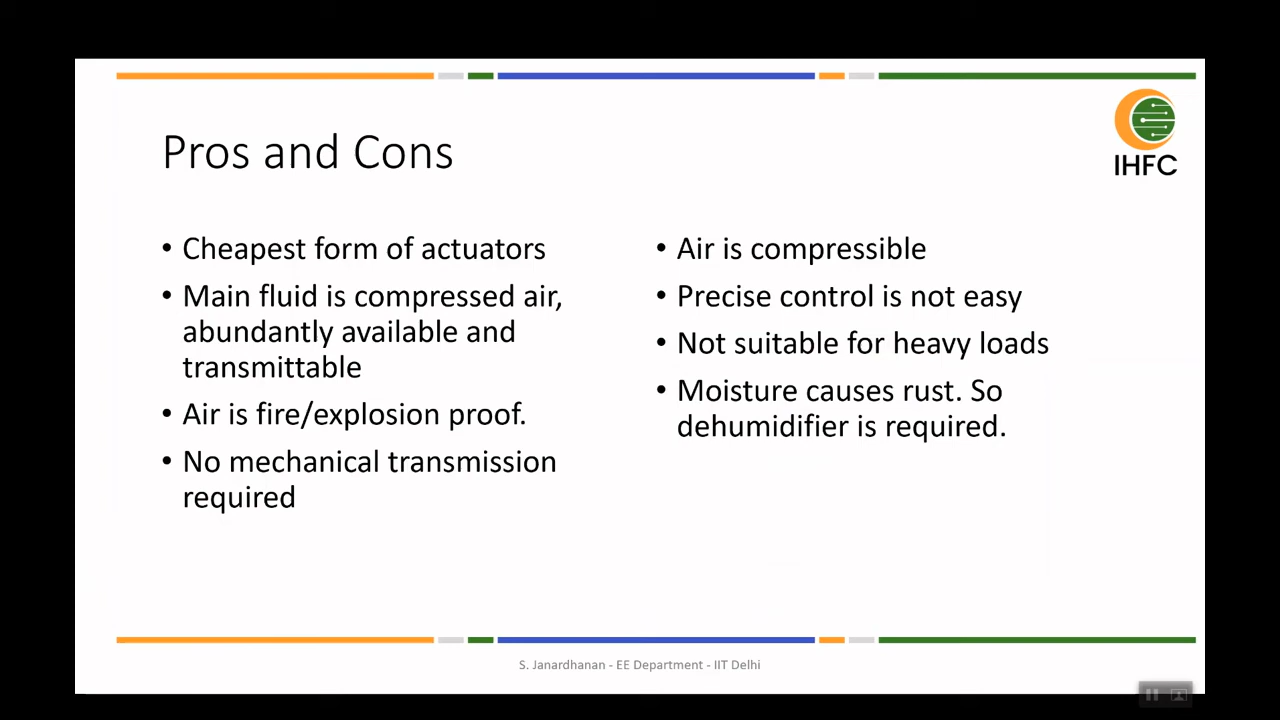 IHFC
Pros and Cons
• Cheapest form of actuators
• Main fluid is compressed air,
abundantly available and
transmittable
• Air is fire/explosion proof.
• No mechanical transmission
required
• Air is compressible
• Precise control is not easy
• Not suitable for heavy loads
• Moisture causes rust. So
dehumidifier is required.
S. Janardhanan - EE Department - IIT Delhi